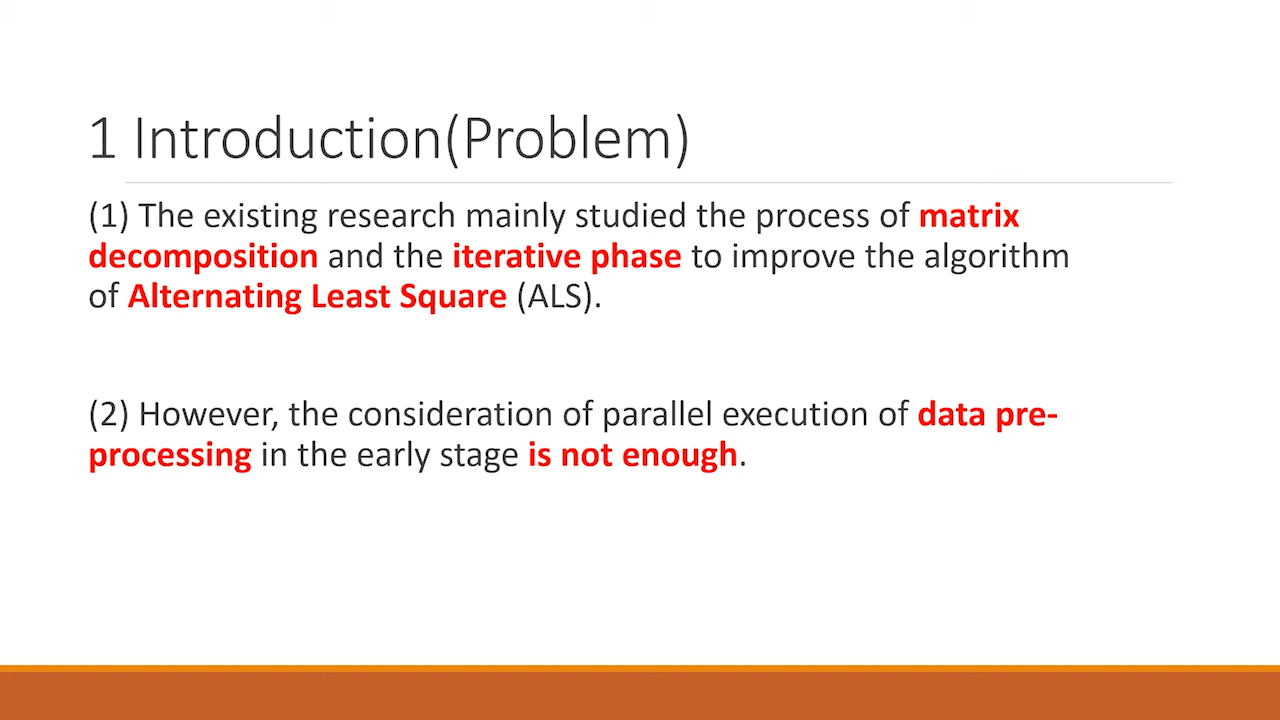 1 Introduction(Problem)
(1) The existing research mainly studied the process of matrix
decomposition and the iterative phase to improve the algorithm
of Alternating Least Square (ALS).
(2) However, the consideration of parallel execution of data pre-
processing in the early stage is not enough.